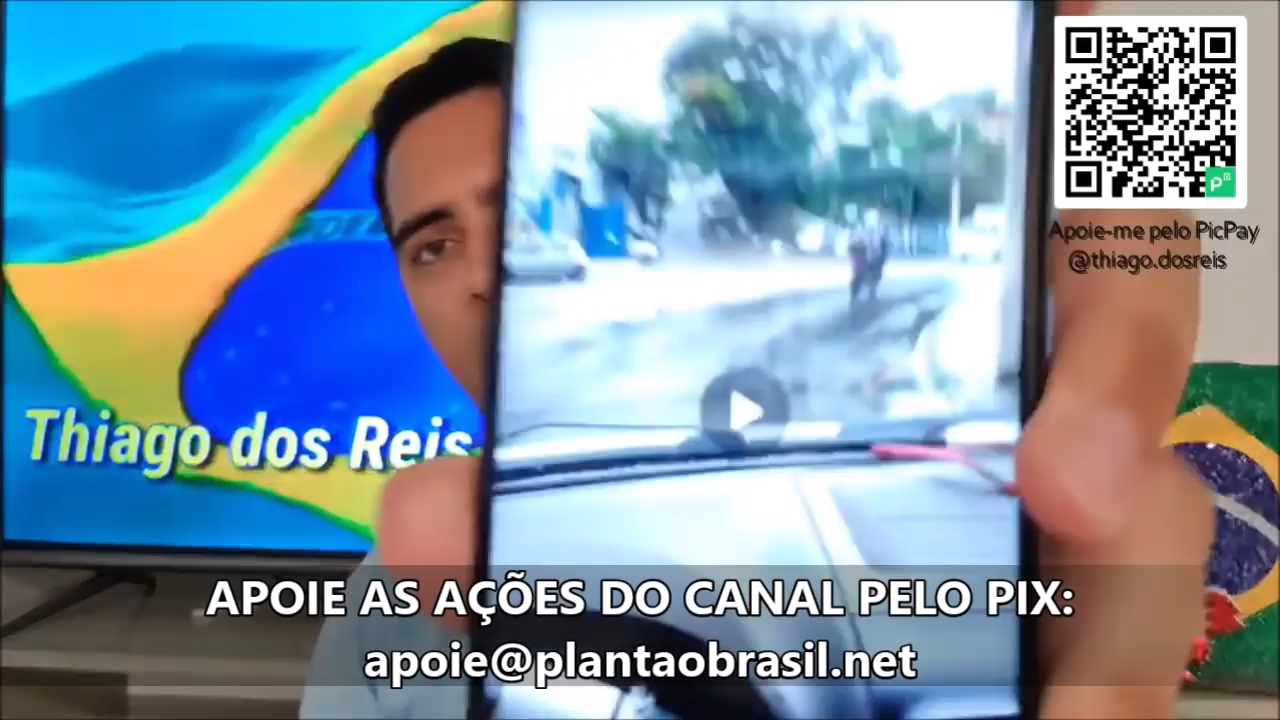 Apoie-me pelo PicPay
@thiago.dosreis
Thiago dos Reis
APOIE AS AÇÕES DO CANAL PELO PIX:
apoie@plantaobrasil.net